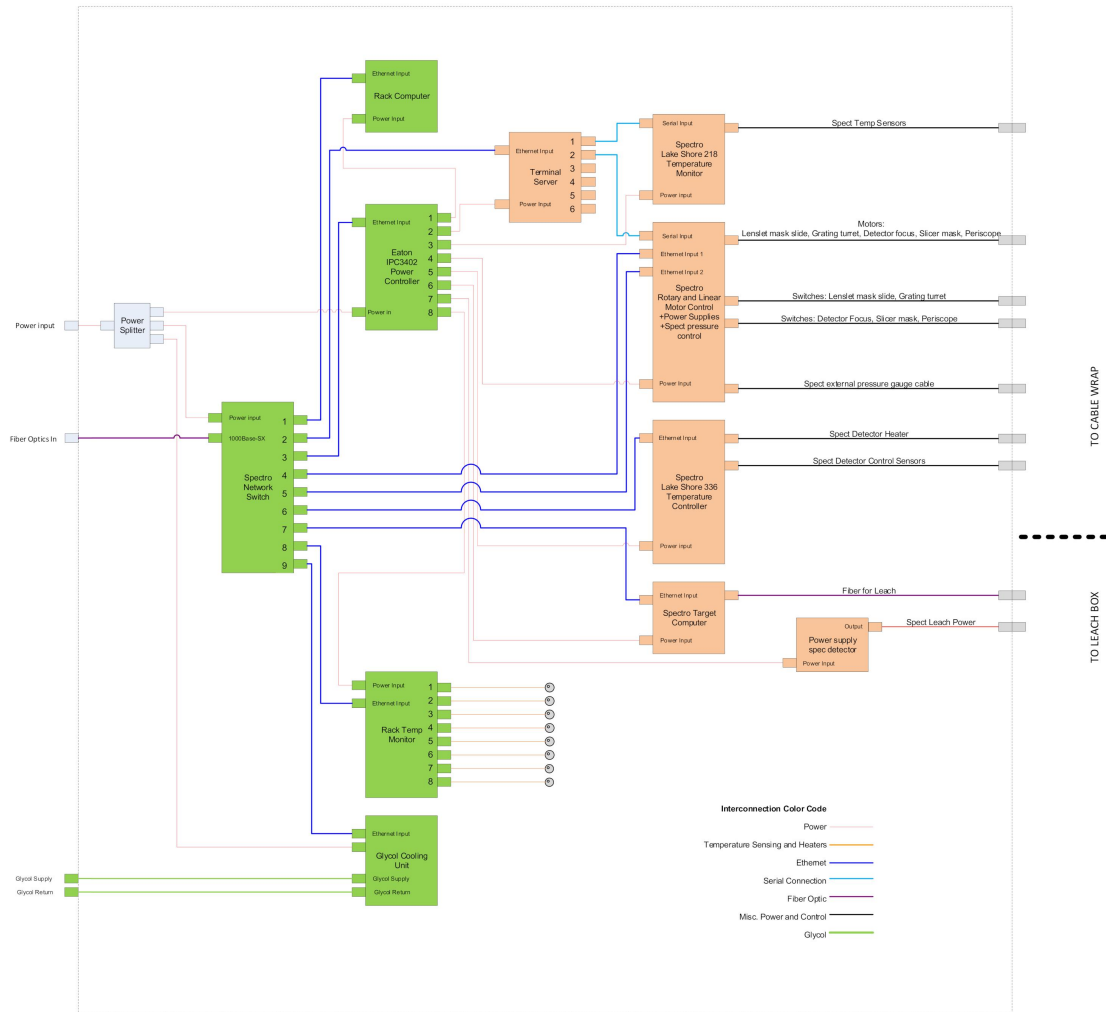 Ethernet Input
Rack Computer
Power Input
Ethernet Input
Terminal
Server
Power Input
1
2
3
4
5
6
Serial Input
Spectro
Lake Shore 218
Temperature
Monitor
Power input
Spect Temp Sensors
Ethernet Input
Eaton
IPC3402
Power
Controller
Power in
1
2
3
4
5
6
7
8
Serial Input
Ethernet Input 1
Ethernet Input 2
Spectro
Rotary and Linear
Motor Control
+Power Supplies
+Spect pressure
control
Power Input
Motors:
Lenslet mask slide, Grating turret, Detector focus, Slicer mask, Periscope
Switches: Lenslet mask slide, Grating turret
Switches: Detector Focus, Slicer mask, Periscope
Spect external pressure gauge cable
Power input
Power
Splitter
Fiber Optics In
Power input
1000Base-SX
Spectro
Network
Switch
1
2
3
4
5
6
7
8
9
Ethernet Input
Spectro
Lake Shore 336
Temperature
Controller
Power input
Spect Detector Heater
Spect Detector Control Sensors
TO CABLE WRAP
Ethernet Input
Spectro Target
Computer
Power Input
Fiber for Leach
Output
Power supply
spec detector
Power Input
Spect Leach Power
TO LEACH BOX
Power Input
Ethernet Input
Rack Temp
Monitor
1
2
3
4
5
6
7
8
Ethernet Input
Glycol Cooling
Unit
Glycol Supply
Glycol Return
Glycol Supply
Glycol Return
Interconnection Color Code
Power
Temperature Sensing and Heaters
Ethernet
Serial Connection
Fiber Optic
Misc. Power and Control
Glycol